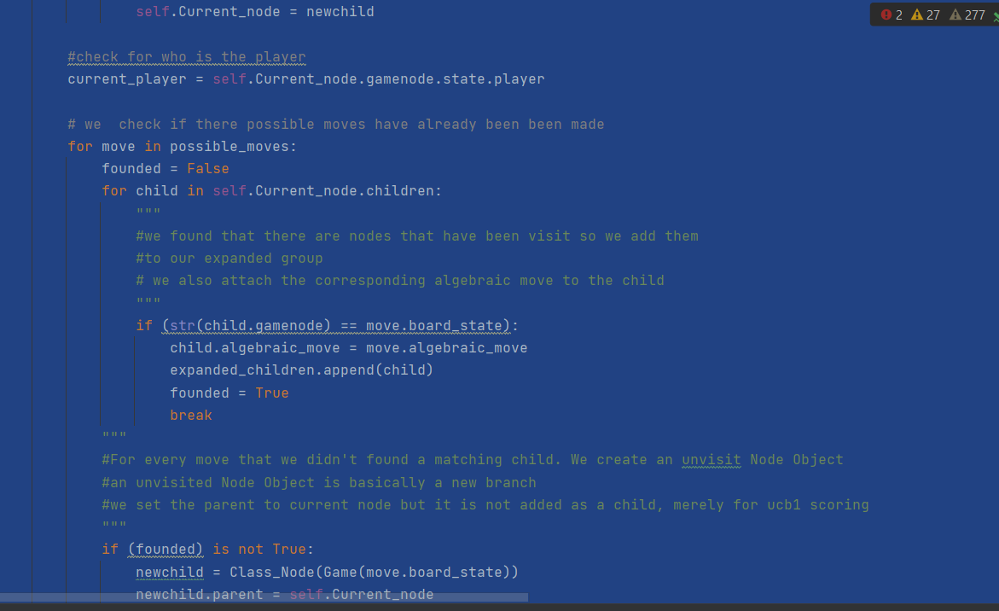 self.Current_node = newchild
2 27 277
#check for who is the player
current_player = self.Current_node.gamenode.state.player
# we  check if there possible moves have already been been made
for move in possible_moves:
founded = False
for child in self.Current_node.children:
"""
#we found that there are nodes that have been visit so we add them
#to our expanded group
# we also attach the corresponding algebraic move to the child
"""
if (str(child.gamenode) == move.board_state):
child.algebraic_move = move.algebraic_move
expanded_children.append(child)
founded = True
break
"""
#For every move that we didn't found a matching child. We create an unvisit Node Object
#an unvisited Node Object is basically a new branch
#we set the parent to current node but it is not added as a child, merely for ucb1 scoring
"""
if (founded) is not True:
newchild = Class_Node(Game(move.board_state))
newchild.parent = self.Current_node